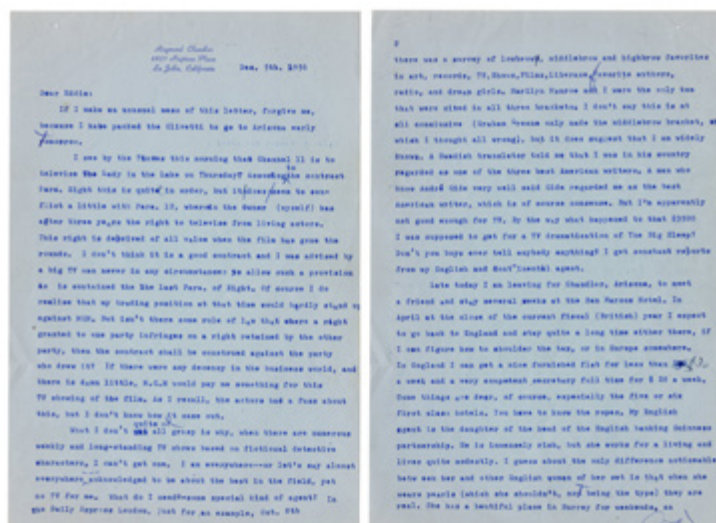 Raymond Chandler
6925 Neptune Place
La Jolla, California
Dec. 7th. 1956
Dear Eddie:
If I make an unusual mess of this letter, forgive me,
because I have packed the Olivetti to go to Arizona early
tomorrow.
I see by the Times this morning that Channel 11 is to
televise the Lady in the Lake on Thursday.
Para. Eight this is quite in order, but it does seem to con-
flict a little with Para. 12, wherein the Owner (myself) has
after three years the right to televise from living actors.
This right is deprived of all value when the film has gone the
rounds. I don't think it is a good contract and I was advised by
a big TV never in any circumstances to allow such a provision
as is contained in the last Para. of Eight. Of course I do
realize that my trading position at that time would hardly stand up
against MGM. But isn't there some rule of law that where a right
granted to one party infringes on a right retained by the other
party, then the contract shall be construed against the party
who drew it? If there were any decency in the business world, and
there is damn little, M.G.M would pay me something for this
TV showing of the film. As I recall, the actors had a fuss about
this, but I don't know how it came out.
What I don't quite at all grasp is why, when there are numerous
weekly and long-standing TV shows based on fictional detective
characters, I can't get one. I am everywhere--or let's say almost
everywhere acknowledged to be about the best in the field, yet
no TV for me. What do I need--some special kind of agent? In
the Daily Express London, just for an example, Oct. 8th
2
there was a survey of lowbrow, middlebrow and highbrow favorites
in art, records, TV, Shows, Films, Literature favorite authors,
radio, and dream girls. Marilyn Monroe and I were the only two
that were cited in all three brackets; I don't say this is at
all conclusive (Graham Greene only made the middlebrow bracket,
which I thought all wrong), but it does suggest that I am widely
known. A Swedish translator told me that I was in his country
regarded as one of the three best American writers. A man who
knew Andre Gide very well said Gide regarded me as the best
American writer, which is of course nonsense. But I'm apparently
not good enough for TV. By the way what happened to that $3500
I was supposed to get for a TV dramatization of The Big Sleep?
Don't you boys ever tell anybody anything? I get constant reports
from my English and Continental agent.
Late today I am leaving for Chandler, Arizona, to meet
a friend and stay several weeks at the San Marcos Hotel. In
April at the close of the current fiscal (British) year I expect
to go back to England and stay quite a long time either there, if
I can figure how to shoulder the tax, or in Europe somewhere.
In England I can get a nice furnished flat for less than
a week and a very competent secretary full time for £ 10 a week.
Some things are dear, of course, especially the five or six
first class hotels. You have to know the ropes. My English
agent is the daughter of the head of the English banking Guinness
partnership. He is immensely rich, but she works for a living and
lives quite modestly. I guess about the only difference noticeable
between her and other English women of her set is that when she
wears pearls (which she shouldn't, not being the type) they are
real. She has a beautiful place in Surrey for weekends, an